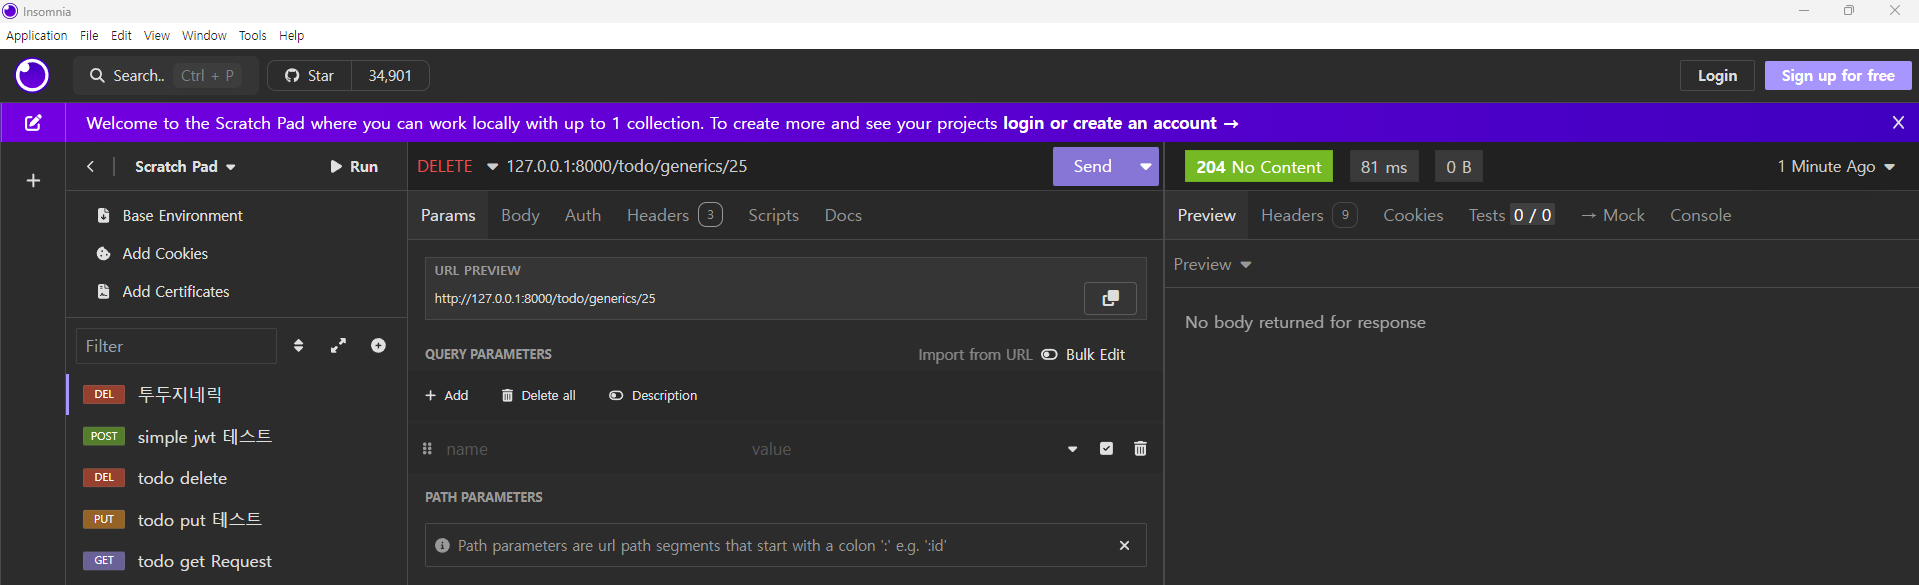 Insomnia
Application File Edit View Window Tools Help
Search.. Ctrl + P Star 34,901 Login Sign up for free
Welcome to the Scratch Pad where you can work locally with up to 1 collection. To create more and see your projects login or create an account →
Scratch Pad Run
Base Environment
Add Cookies
Add Certificates
Filter
DEL 투두지네릭
POST simple jwt 테스트
DEL todo delete
PUT todo put 테스트
GET todo get Request
DELETE 127.0.0.1:8000/todo/generics/25 Send
Params Body Auth Headers 3 Scripts Docs
URL PREVIEW
http://127.0.0.1:8000/todo/generics/25
QUERY PARAMETERS Import from URL Bulk Edit
+ Add Delete all Description
name value
PATH PARAMETERS
Path parameters are url path segments that start with a colon ':' e.g. ':id'
204 No Content 81 ms 0 B 1 Minute Ago
Preview Headers 9 Cookies Tests 0 / 0 → Mock Console
Preview
No body returned for response